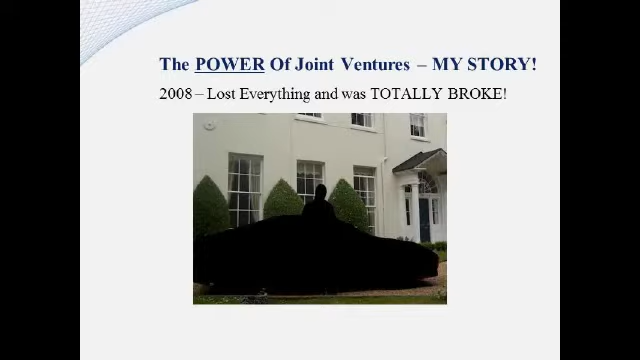 The POWER Of Joint Ventures – MY STORY!
2008 – Lost Everything and was TOTALLY BROKE!